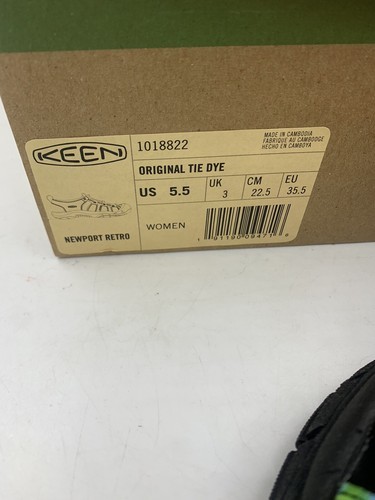 KEEN
1018822
MADE IN CAMBODIA
FABRIQUE AU CAMBODGE
HECHO EN CAMBOYA
ORIGINAL TIE DYE
US 5.5
UK 3
CM 22.5
EU 35.5
WOMEN
NEWPORT RETRO